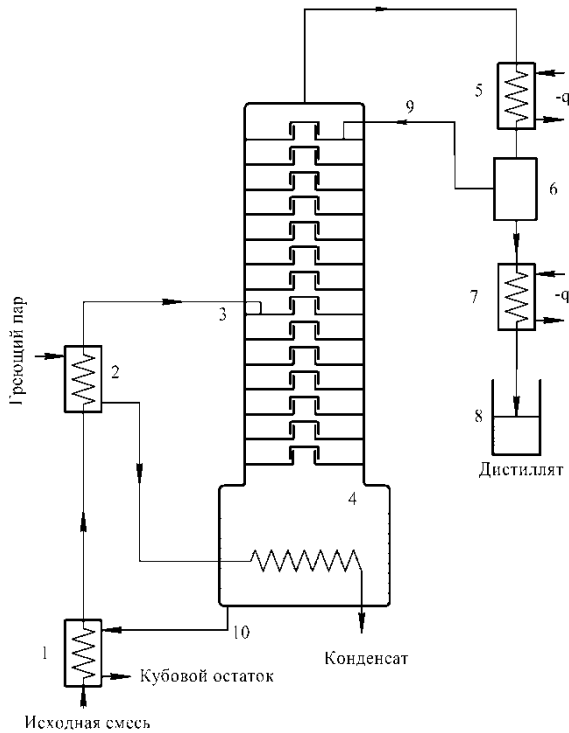 9
5
-q
6
3
7
-q
Греющий пар
2
8
Дистиллят
4
10
1
Конденсат
Кубовой остаток
Исходная смесь